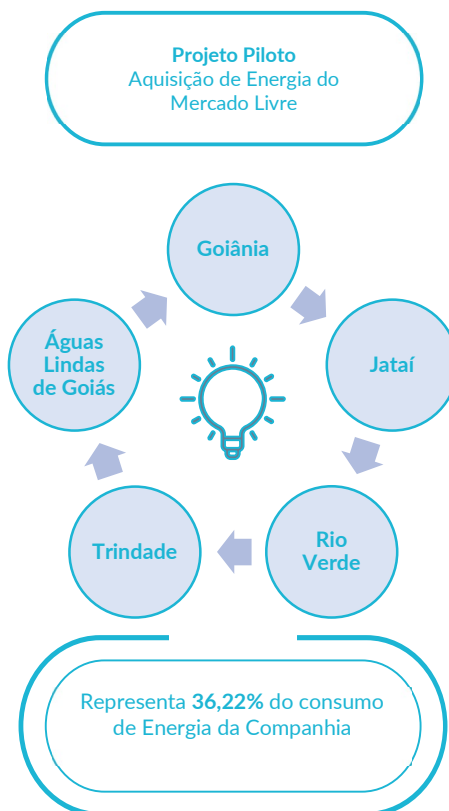 Projeto Piloto
Aquisição de Energia do
Mercado Livre
Goiânia
Águas
Lindas
de Goiás
Jataí
Trindade
Rio
Verde
Representa 36,22% do consumo
de Energia da Companhia